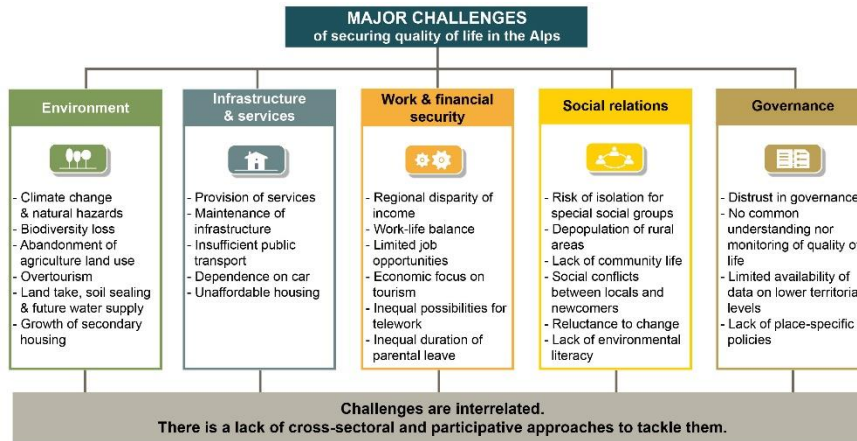 MAJOR CHALLENGES
of securing quality of life in the Alps
Environment
- Climate change
& natural hazards
- Biodiversity loss
- Abandonment of
agriculture land use
- Overtourism
- Land take, soil sealing
& future water supply
- Growth of secondary
housing
Infrastructure
& services
- Provision of services
- Maintenance of
infrastructure
- Insufficient public
transport
- Dependence on car
- Unaffordable housing
Work & financial
security
- Regional disparity of
income
- Work-life balance
- Limited job
opportunities
- Economic focus on
tourism
- Inequal possibilities for
telework
- Inequal duration of
parental leave
Social relations
- Risk of isolation for
special social groups
- Depopulation of rural
areas
- Lack of community life
- Social conflicts
between locals and
newcomers
- Reluctance to change
- Lack of environmental
literacy
Governance
- Distrust in governance
- No common
understanding nor
monitoring of quality of
life
- Limited availability of
data on lower territorial
levels
- Lack of place-specific
policies
Challenges are interrelated.
There is a lack of cross-sectoral and participative approaches to tackle them.